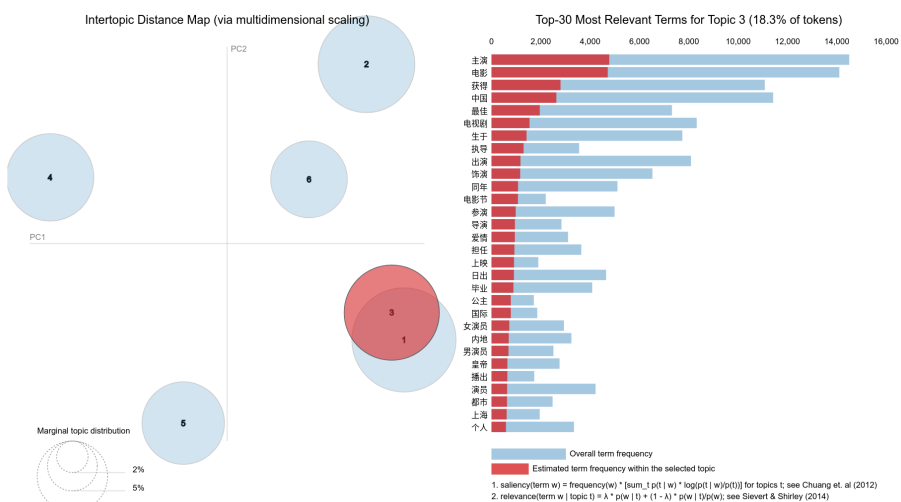 Intertopic Distance Map (via multidimensional scaling)
PC2
2
4
6
PC1
3
1
5
Marginal topic distribution
2%
5%
Top-30 Most Relevant Terms for Topic 3 (18.3% of tokens)
0 2,000 4,000 6,000 8,000 10,000 12,000 14,000 16,000
主演
电影
获得
中国
最佳
电视剧
生于
执导
出演
饰演
同年
电影节
参演
导演
爱情
担任
上映
日出
毕业
公主
国际
女演员
内地
男演员
皇帝
播出
演员
都市
上海
个人
Overall term frequency
Estimated term frequency within the selected topic
1. saliency(term w) = frequency(w) * [sum_t p(t | w) * log(p(t | w)/p(t))] for topics t; see Chuang et. al (2012)
2. relevance(term w | topic t) = λ * p(w | t) + (1 - λ) * p(w | t)/p(w); see Sievert & Shirley (2014)